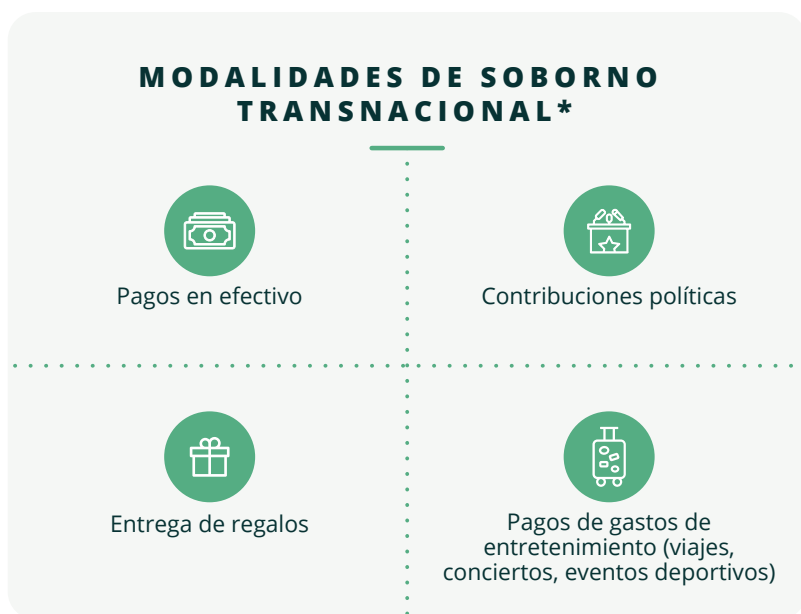 MODALIDADES DE SOBORNO
TRANSNACIONAL*
Pagos en efectivo
Contribuciones políticas
Entrega de regalos
Pagos de gastos de
entretenimiento (viajes,
conciertos, eventos deportivos)